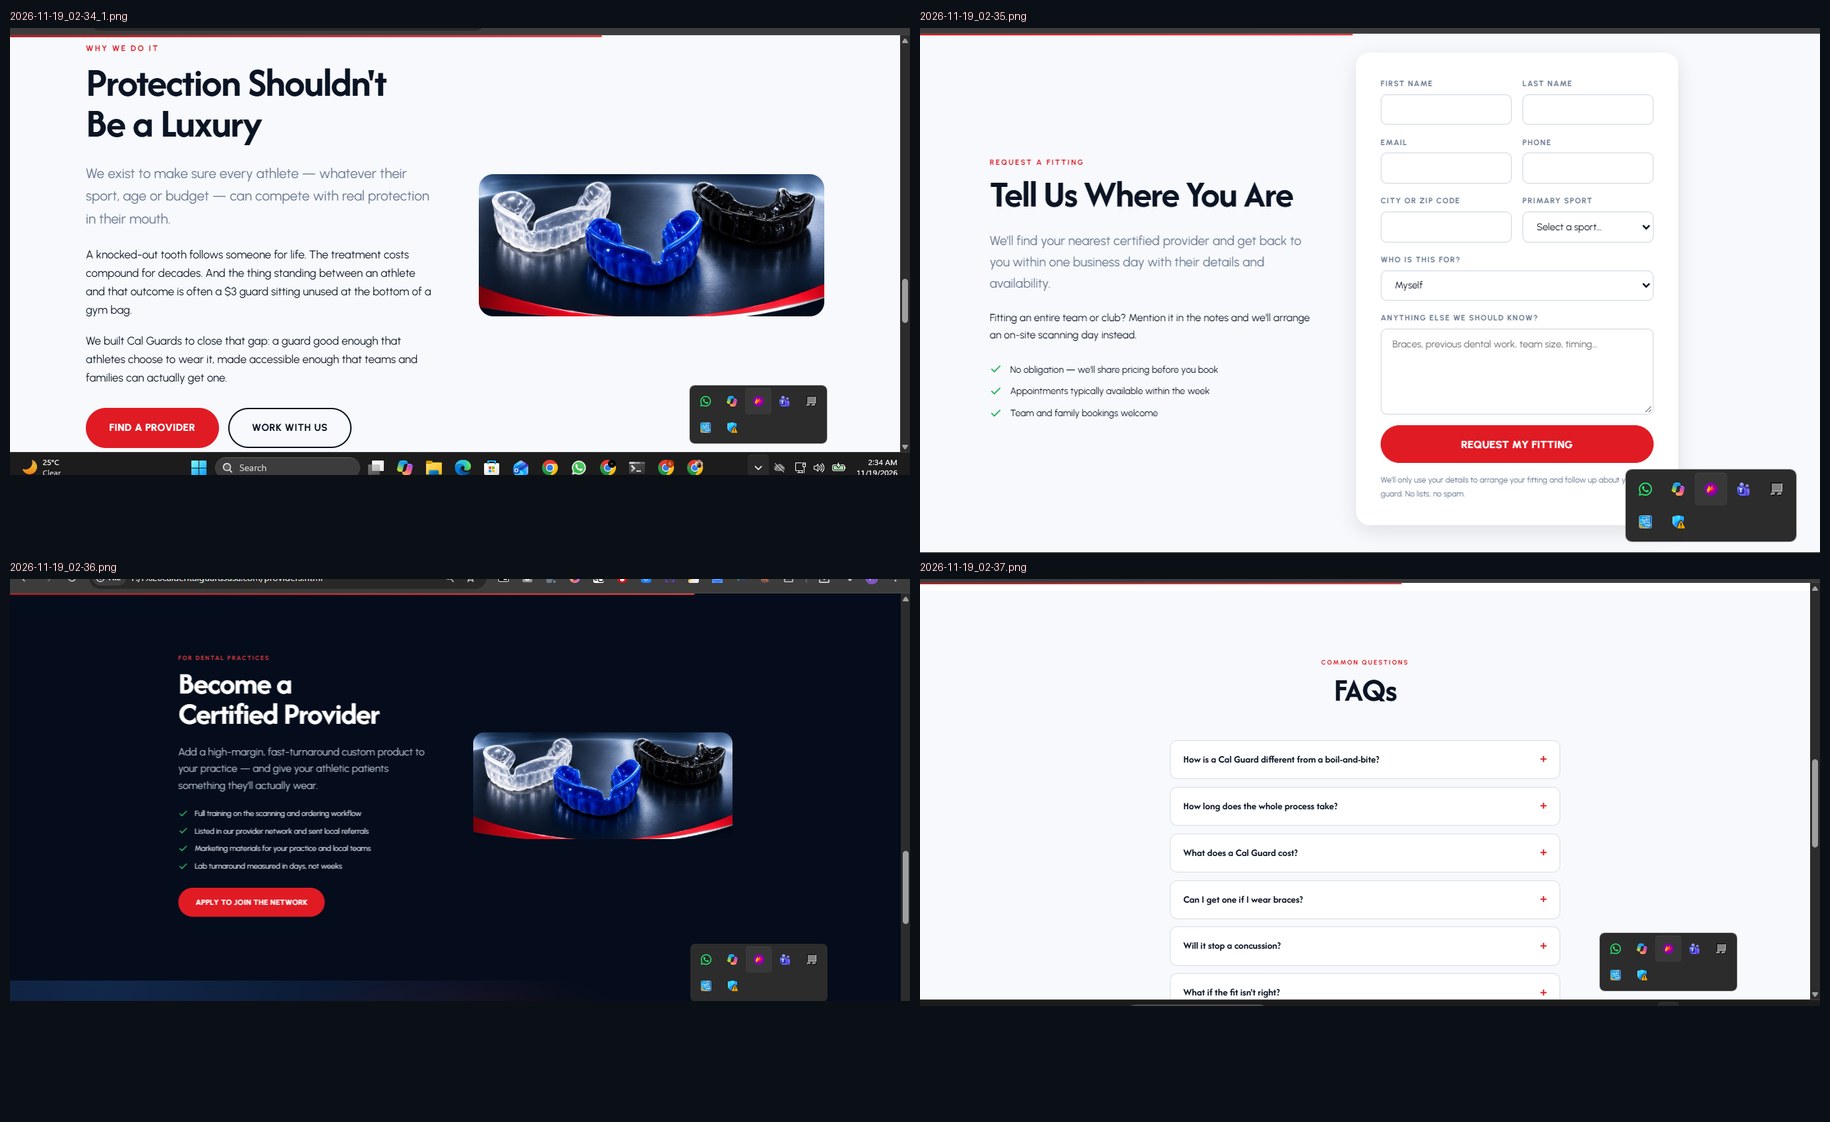 2026-11-19_02-34_1.png
WHY WE DO IT
Protection Shouldn't
Be a Luxury
We exist to make sure every athlete — whatever their
sport, age or budget — can compete with real protection
in their mouth.
A knocked-out tooth follows someone for life. The treatment costs
compound for decades. And the thing standing between an athlete
and that outcome is often a $3 guard sitting unused at the bottom of a
gym bag.
We built Cal Guards to close that gap: a guard good enough that
athletes choose to wear it, made accessible enough that teams and
families can actually get one.
FIND A PROVIDER
WORK WITH US
25°C
Clear
Search
2:34 AM
11/19/2026
2026-11-19_02-35.png
REQUEST A FITTING
Tell Us Where You Are
We'll find your nearest certified provider and get back to
you within one business day with their details and
availability.
Fitting an entire team or club? Mention it in the notes and we'll arrange
an on-site scanning day instead.
No obligation — we'll share pricing before you book
Appointments typically available within the week
Team and family bookings welcome
FIRST NAME
LAST NAME
EMAIL
PHONE
CITY OR ZIP CODE
PRIMARY SPORT
Select a sport...
WHO IS THIS FOR?
Myself
ANYTHING ELSE WE SHOULD KNOW?
Braces, previous dental work, team size, timing...
REQUEST MY FITTING
We'll only use your details to arrange your fitting and follow up about
guard. No lists, no spam.
2026-11-19_02-36.png
FOR DENTAL PRACTICES
Become a
Certified Provider
Add a high-margin, fast-turnaround custom product to
your practice — and give your athletic patients
something they'll actually wear.
Full training on the scanning and ordering workflow
Listed in our provider network and sent local referrals
Marketing materials for your practice and local teams
Lab turnaround measured in days, not weeks
APPLY TO JOIN THE NETWORK
2026-11-19_02-37.png
COMMON QUESTIONS
FAQs
How is a Cal Guard different from a boil-and-bite?
How long does the whole process take?
What does a Cal Guard cost?
Can I get one if I wear braces?
Will it stop a concussion?
What if the fit isn't right?